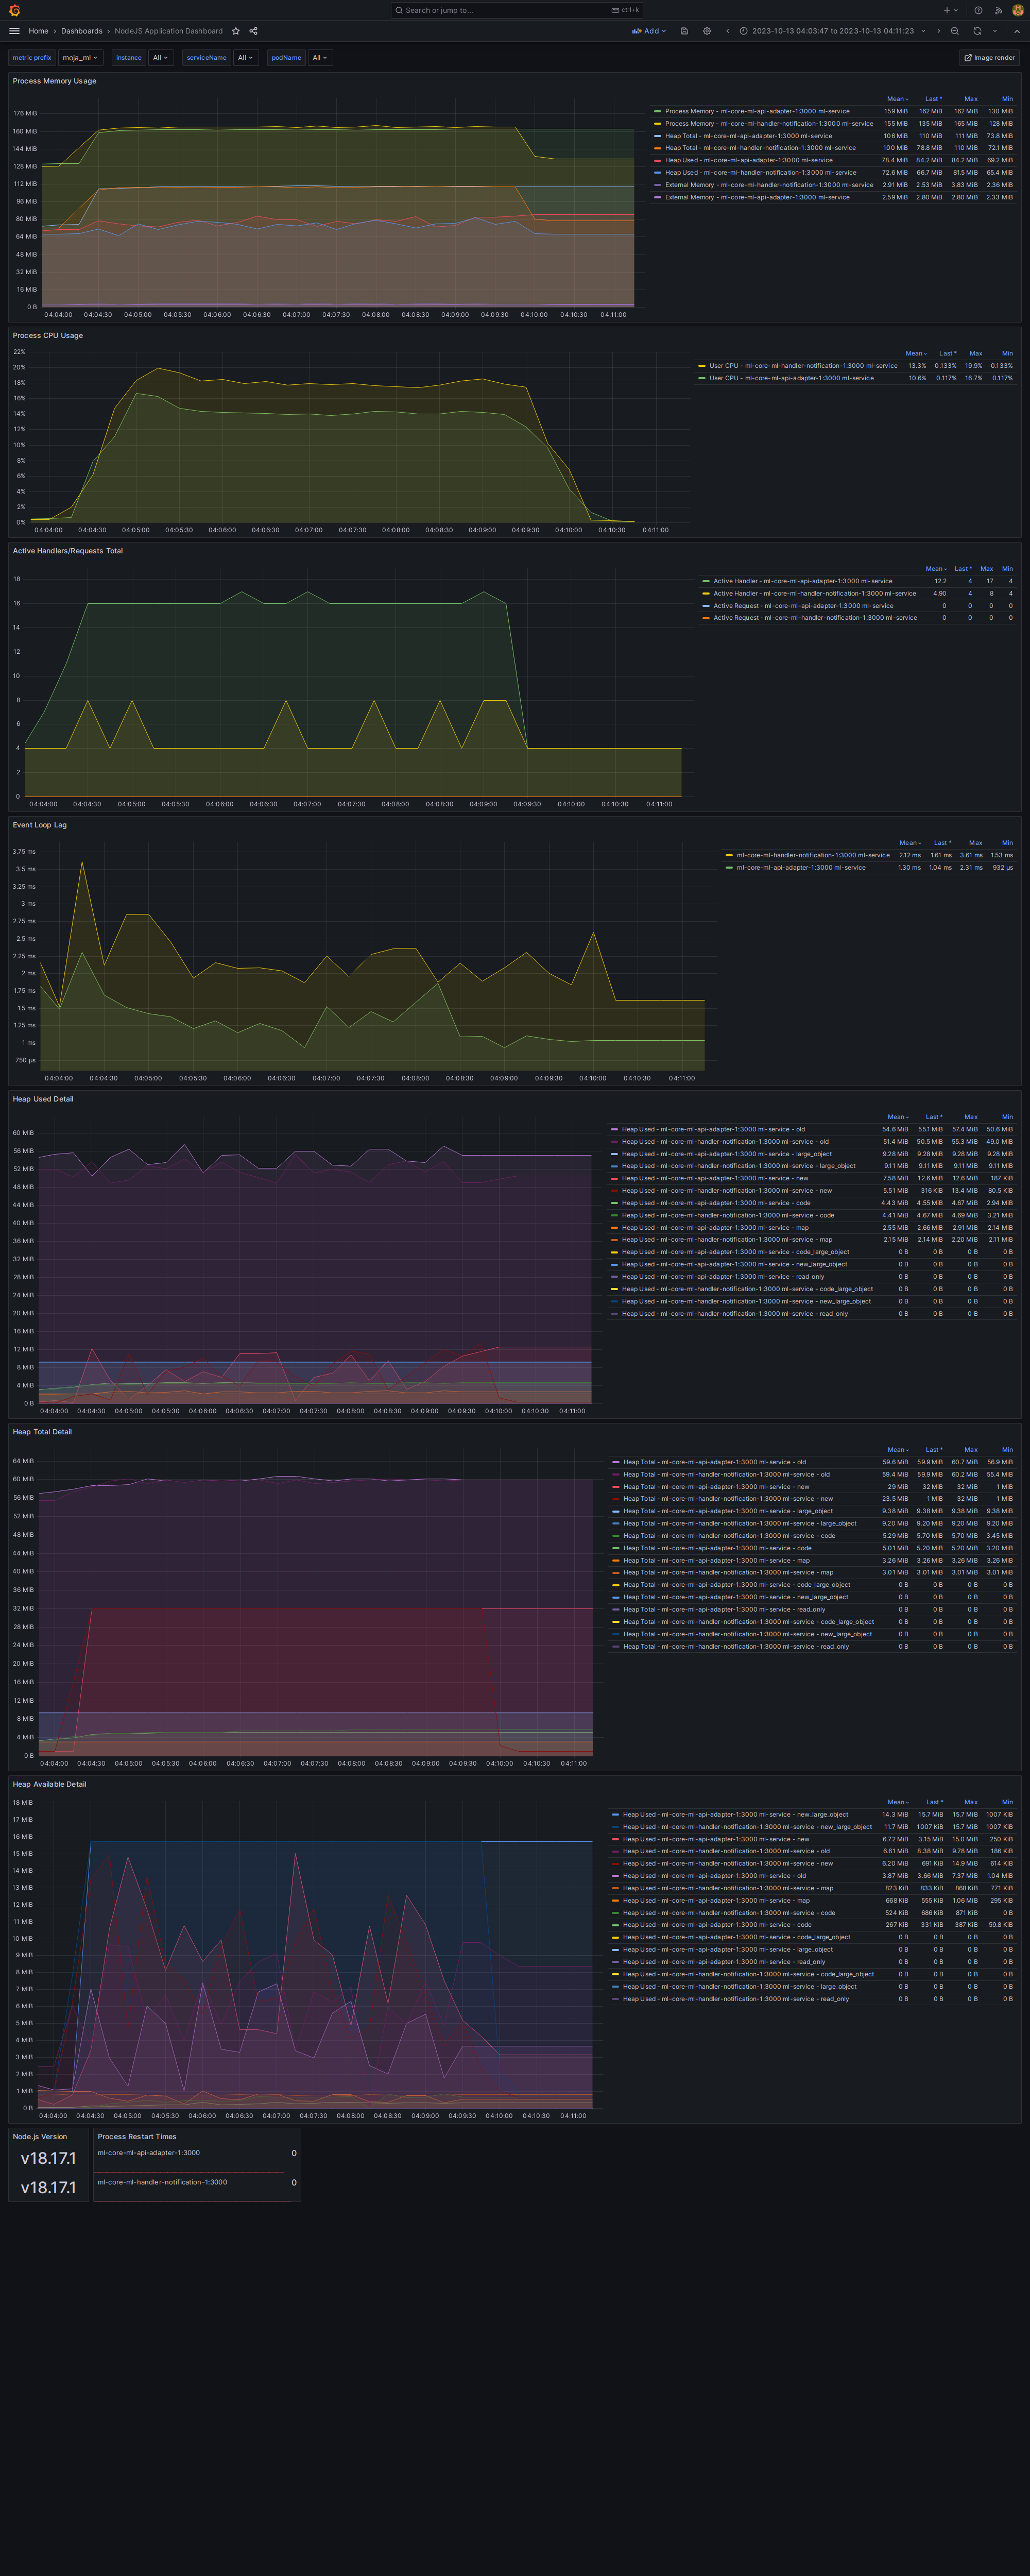 Search or jump to... ctrl+k
Home > Dashboards > NodeJS Application Dashboard Add 2023-10-13 04:03:47 to 2023-10-13 04:11:23
metric prefix moja_ml instance All serviceName All podName All Image render
Process Memory Usage
Mean Last * Max Min
Process Memory - ml-core-ml-api-adapter-1:3000 ml-service 159 MiB 162 MiB 162 MiB 130 MiB
Process Memory - ml-core-ml-handler-notification-1:3000 ml-service 155 MiB 135 MiB 165 MiB 128 MiB
Heap Total - ml-core-ml-api-adapter-1:3000 ml-service 106 MiB 110 MiB 111 MiB 73.8 MiB
Heap Total - ml-core-ml-handler-notification-1:3000 ml-service 100 MiB 78.8 MiB 110 MiB 72.1 MiB
Heap Used - ml-core-ml-api-adapter-1:3000 ml-service 78.4 MiB 84.2 MiB 84.2 MiB 69.2 MiB
Heap Used - ml-core-ml-handler-notification-1:3000 ml-service 72.6 MiB 66.7 MiB 81.5 MiB 65.4 MiB
External Memory - ml-core-ml-handler-notification-1:3000 ml-service 2.91 MiB 2.53 MiB 3.83 MiB 2.36 MiB
External Memory - ml-core-ml-api-adapter-1:3000 ml-service 2.59 MiB 2.80 MiB 2.80 MiB 2.33 MiB
176 MiB
160 MiB
144 MiB
128 MiB
112 MiB
96 MiB
80 MiB
64 MiB
48 MiB
32 MiB
16 MiB
0 B
04:04:00 04:04:30 04:05:00 04:05:30 04:06:00 04:06:30 04:07:00 04:07:30 04:08:00 04:08:30 04:09:00 04:09:30 04:10:00 04:10:30 04:11:00
Process CPU Usage
Mean Last * Max Min
User CPU - ml-core-ml-handler-notification-1:3000 ml-service 13.3% 0.133% 19.9% 0.133%
User CPU - ml-core-ml-api-adapter-1:3000 ml-service 10.6% 0.117% 16.7% 0.117%
22%
20%
18%
16%
14%
12%
10%
8%
6%
4%
2%
0%
04:04:00 04:04:30 04:05:00 04:05:30 04:06:00 04:06:30 04:07:00 04:07:30 04:08:00 04:08:30 04:09:00 04:09:30 04:10:00 04:10:30 04:11:00
Active Handlers/Requests Total
Mean Last * Max Min
Active Handler - ml-core-ml-api-adapter-1:3000 ml-service 12.2 4 17 4
Active Handler - ml-core-ml-handler-notification-1:3000 ml-service 4.90 4 8 4
Active Request - ml-core-ml-api-adapter-1:3000 ml-service 0 0 0 0
Active Request - ml-core-ml-handler-notification-1:3000 ml-service 0 0 0 0
18
16
14
12
10
8
6
4
2
0
04:04:00 04:04:30 04:05:00 04:05:30 04:06:00 04:06:30 04:07:00 04:07:30 04:08:00 04:08:30 04:09:00 04:09:30 04:10:00 04:10:30 04:11:00
Event Loop Lag
Mean Last * Max Min
ml-core-ml-handler-notification-1:3000 ml-service 2.12 ms 1.61 ms 3.61 ms 1.53 ms
ml-core-ml-api-adapter-1:3000 ml-service 1.30 ms 1.04 ms 2.31 ms 932 µs
3.75 ms
3.5 ms
3.25 ms
3 ms
2.75 ms
2.5 ms
2.25 ms
2 ms
1.75 ms
1.5 ms
1.25 ms
1 ms
750 µs
04:04:00 04:04:30 04:05:00 04:05:30 04:06:00 04:06:30 04:07:00 04:07:30 04:08:00 04:08:30 04:09:00 04:09:30 04:10:00 04:10:30 04:11:00
Heap Used Detail
Mean Last * Max Min
Heap Used - ml-core-ml-api-adapter-1:3000 ml-service - old 54.6 MiB 55.1 MiB 57.4 MiB 50.6 MiB
Heap Used - ml-core-ml-handler-notification-1:3000 ml-service - old 51.4 MiB 50.5 MiB 55.3 MiB 49.0 MiB
Heap Used - ml-core-ml-api-adapter-1:3000 ml-service - large_object 9.28 MiB 9.28 MiB 9.28 MiB 9.28 MiB
Heap Used - ml-core-ml-handler-notification-1:3000 ml-service - large_object 9.11 MiB 9.11 MiB 9.11 MiB 9.11 MiB
Heap Used - ml-core-ml-api-adapter-1:3000 ml-service - new 7.58 MiB 12.6 MiB 12.6 MiB 187 KiB
Heap Used - ml-core-ml-handler-notification-1:3000 ml-service - new 5.51 MiB 316 KiB 13.4 MiB 80.5 KiB
Heap Used - ml-core-ml-api-adapter-1:3000 ml-service - code 4.43 MiB 4.55 MiB 4.67 MiB 2.94 MiB
Heap Used - ml-core-ml-handler-notification-1:3000 ml-service - code 4.41 MiB 4.67 MiB 4.69 MiB 3.21 MiB
Heap Used - ml-core-ml-api-adapter-1:3000 ml-service - map 2.55 MiB 2.66 MiB 2.91 MiB 2.14 MiB
Heap Used - ml-core-ml-handler-notification-1:3000 ml-service - map 2.15 MiB 2.14 MiB 2.20 MiB 2.11 MiB
Heap Used - ml-core-ml-api-adapter-1:3000 ml-service - code_large_object 0 B 0 B 0 B 0 B
Heap Used - ml-core-ml-api-adapter-1:3000 ml-service - new_large_object 0 B 0 B 0 B 0 B
Heap Used - ml-core-ml-api-adapter-1:3000 ml-service - read_only 0 B 0 B 0 B 0 B
Heap Used - ml-core-ml-handler-notification-1:3000 ml-service - code_large_object 0 B 0 B 0 B 0 B
Heap Used - ml-core-ml-handler-notification-1:3000 ml-service - new_large_object 0 B 0 B 0 B 0 B
Heap Used - ml-core-ml-handler-notification-1:3000 ml-service - read_only 0 B 0 B 0 B 0 B
60 MiB
56 MiB
52 MiB
48 MiB
44 MiB
40 MiB
36 MiB
32 MiB
28 MiB
24 MiB
20 MiB
16 MiB
12 MiB
8 MiB
4 MiB
0 B
04:04:00 04:04:30 04:05:00 04:05:30 04:06:00 04:06:30 04:07:00 04:07:30 04:08:00 04:08:30 04:09:00 04:09:30 04:10:00 04:10:30 04:11:00
Heap Total Detail
Mean Last * Max Min
Heap Total - ml-core-ml-api-adapter-1:3000 ml-service - old 59.6 MiB 59.9 MiB 60.7 MiB 56.9 MiB
Heap Total - ml-core-ml-handler-notification-1:3000 ml-service - old 59.4 MiB 59.9 MiB 60.2 MiB 55.4 MiB
Heap Total - ml-core-ml-api-adapter-1:3000 ml-service - new 29 MiB 32 MiB 32 MiB 1 MiB
Heap Total - ml-core-ml-handler-notification-1:3000 ml-service - new 23.5 MiB 1 MiB 32 MiB 1 MiB
Heap Total - ml-core-ml-api-adapter-1:3000 ml-service - large_object 9.38 MiB 9.38 MiB 9.38 MiB 9.38 MiB
Heap Total - ml-core-ml-handler-notification-1:3000 ml-service - large_object 9.20 MiB 9.20 MiB 9.20 MiB 9.20 MiB
Heap Total - ml-core-ml-handler-notification-1:3000 ml-service - code 5.29 MiB 5.70 MiB 5.70 MiB 3.45 MiB
Heap Total - ml-core-ml-api-adapter-1:3000 ml-service - code 5.01 MiB 5.20 MiB 5.20 MiB 3.20 MiB
Heap Total - ml-core-ml-api-adapter-1:3000 ml-service - map 3.26 MiB 3.26 MiB 3.26 MiB 3.26 MiB
Heap Total - ml-core-ml-handler-notification-1:3000 ml-service - map 3.01 MiB 3.01 MiB 3.01 MiB 3.01 MiB
Heap Total - ml-core-ml-api-adapter-1:3000 ml-service - code_large_object 0 B 0 B 0 B 0 B
Heap Total - ml-core-ml-api-adapter-1:3000 ml-service - new_large_object 0 B 0 B 0 B 0 B
Heap Total - ml-core-ml-api-adapter-1:3000 ml-service - read_only 0 B 0 B 0 B 0 B
Heap Total - ml-core-ml-handler-notification-1:3000 ml-service - code_large_object 0 B 0 B 0 B 0 B
Heap Total - ml-core-ml-handler-notification-1:3000 ml-service - new_large_object 0 B 0 B 0 B 0 B
Heap Total - ml-core-ml-handler-notification-1:3000 ml-service - read_only 0 B 0 B 0 B 0 B
64 MiB
60 MiB
56 MiB
52 MiB
48 MiB
44 MiB
40 MiB
36 MiB
32 MiB
28 MiB
24 MiB
20 MiB
16 MiB
12 MiB
8 MiB
4 MiB
0 B
04:04:00 04:04:30 04:05:00 04:05:30 04:06:00 04:06:30 04:07:00 04:07:30 04:08:00 04:08:30 04:09:00 04:09:30 04:10:00 04:10:30 04:11:00
Heap Available Detail
Mean Last * Max Min
Heap Used - ml-core-ml-api-adapter-1:3000 ml-service - new_large_object 14.3 MiB 15.7 MiB 15.7 MiB 1007 KiB
Heap Used - ml-core-ml-handler-notification-1:3000 ml-service - new_large_object 11.7 MiB 1007 KiB 15.7 MiB 1007 KiB
Heap Used - ml-core-ml-api-adapter-1:3000 ml-service - new 6.72 MiB 3.15 MiB 15.0 MiB 250 KiB
Heap Used - ml-core-ml-handler-notification-1:3000 ml-service - old 6.61 MiB 8.38 MiB 9.78 MiB 186 KiB
Heap Used - ml-core-ml-handler-notification-1:3000 ml-service - new 6.20 MiB 691 KiB 14.9 MiB 614 KiB
Heap Used - ml-core-ml-api-adapter-1:3000 ml-service - old 3.87 MiB 3.66 MiB 7.37 MiB 1.04 MiB
Heap Used - ml-core-ml-handler-notification-1:3000 ml-service - map 823 KiB 833 KiB 868 KiB 771 KiB
Heap Used - ml-core-ml-api-adapter-1:3000 ml-service - map 668 KiB 555 KiB 1.06 MiB 295 KiB
Heap Used - ml-core-ml-handler-notification-1:3000 ml-service - code 524 KiB 686 KiB 871 KiB 0 B
Heap Used - ml-core-ml-api-adapter-1:3000 ml-service - code 267 KiB 331 KiB 387 KiB 59.8 KiB
Heap Used - ml-core-ml-api-adapter-1:3000 ml-service - code_large_object 0 B 0 B 0 B 0 B
Heap Used - ml-core-ml-api-adapter-1:3000 ml-service - large_object 0 B 0 B 0 B 0 B
Heap Used - ml-core-ml-api-adapter-1:3000 ml-service - read_only 0 B 0 B 0 B 0 B
Heap Used - ml-core-ml-handler-notification-1:3000 ml-service - code_large_object 0 B 0 B 0 B 0 B
Heap Used - ml-core-ml-handler-notification-1:3000 ml-service - large_object 0 B 0 B 0 B 0 B
Heap Used - ml-core-ml-handler-notification-1:3000 ml-service - read_only 0 B 0 B 0 B 0 B
18 MiB
17 MiB
16 MiB
15 MiB
14 MiB
13 MiB
12 MiB
11 MiB
10 MiB
9 MiB
8 MiB
7 MiB
6 MiB
5 MiB
4 MiB
3 MiB
2 MiB
1 MiB
0 B
04:04:00 04:04:30 04:05:00 04:05:30 04:06:00 04:06:30 04:07:00 04:07:30 04:08:00 04:08:30 04:09:00 04:09:30 04:10:00 04:10:30 04:11:00
Node.js Version
v18.17.1
v18.17.1
Process Restart Times
ml-core-ml-api-adapter-1:3000 0
ml-core-ml-handler-notification-1:3000 0